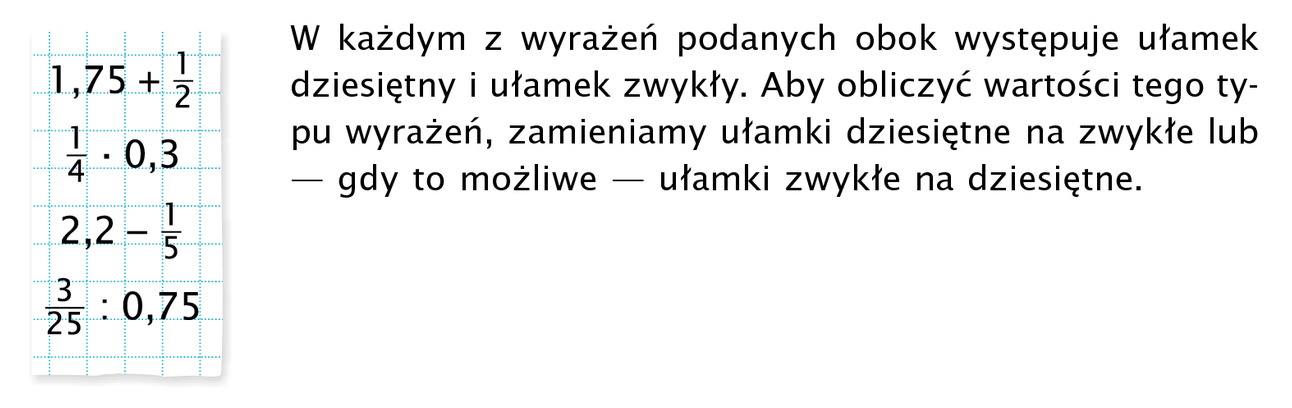 1,75 + 1/2
1/4 · 0,3
2,2 − 1/5
3/25 : 0,75
W każdym z wyrażeń podanych obok występuje ułamek
dziesiętny i ułamek zwykły. Aby obliczyć wartości tego ty-
pu wyrażeń, zamieniamy ułamki dziesiętne na zwykłe lub
— gdy to możliwe — ułamki zwykłe na dziesiętne.